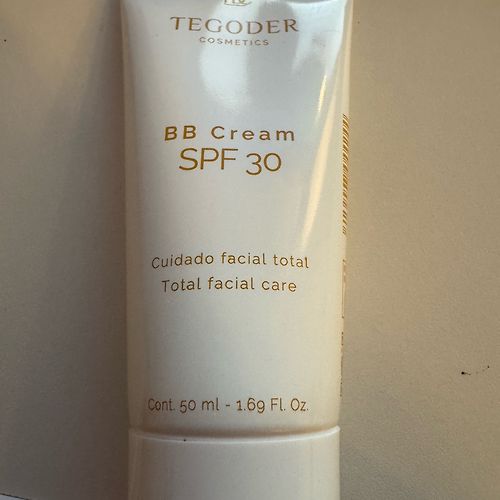 TEGODER
COSMETICS
BB Cream
SPF 30
Cuidado facial total
Total facial care
Cont. 50 ml - 1.69 Fl. Oz.